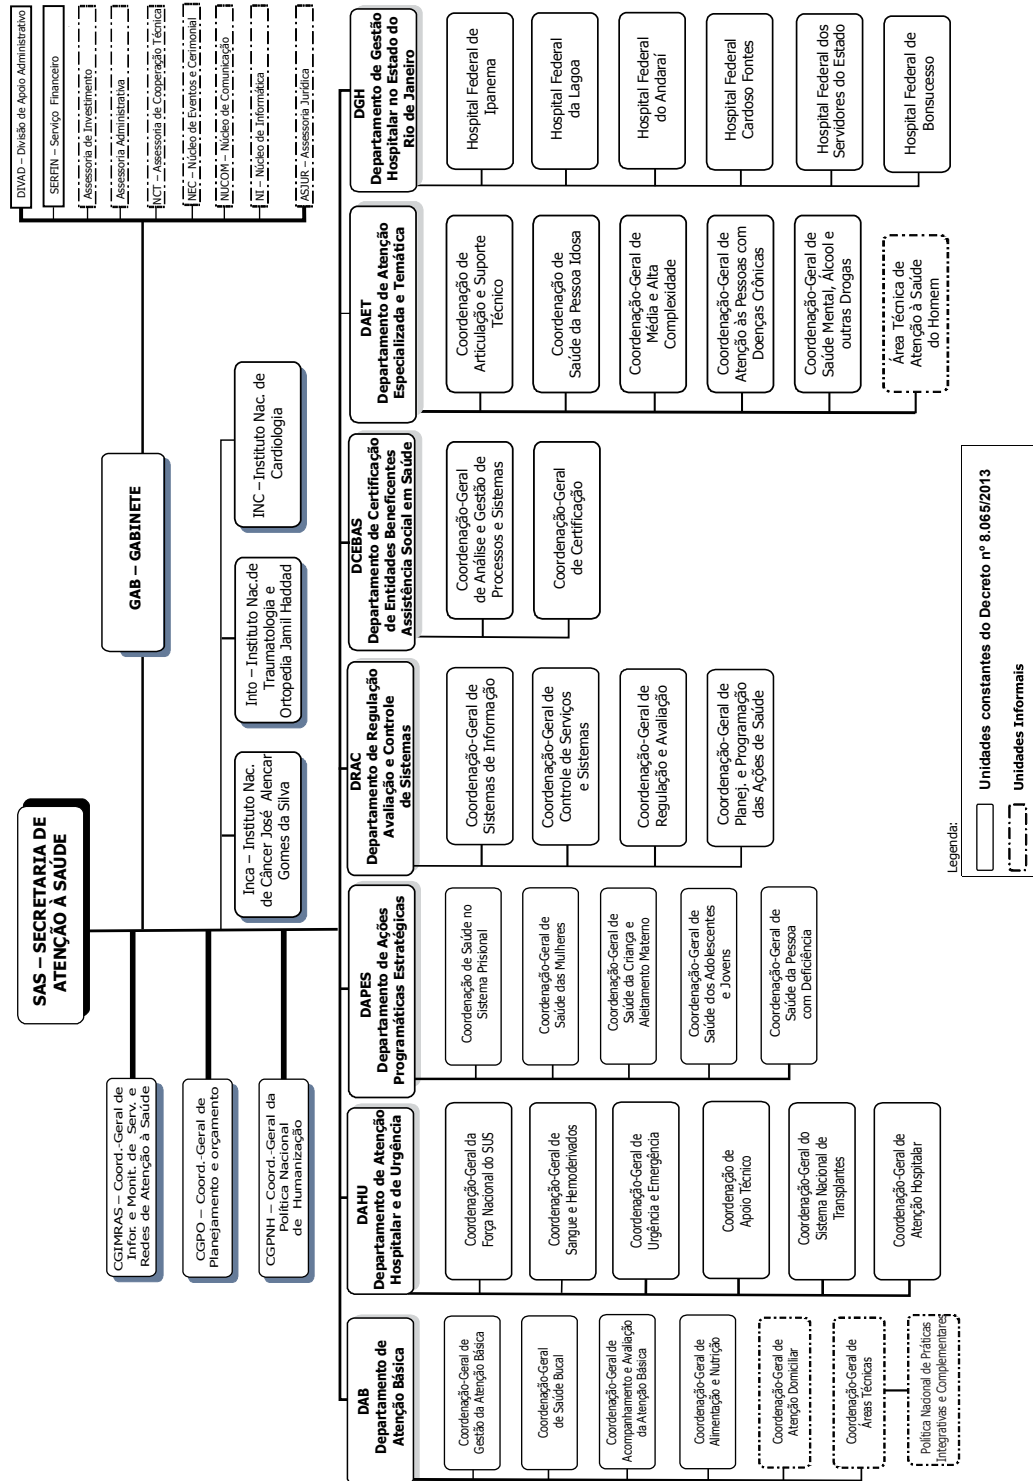 SAS – SECRETARIA DE
ATENÇÃO À SAÚDE
GAB – GABINETE
DIVAD – Divisão de Apoio Administrativo
SERFIN – Serviço Financeiro
Assessoria de Investimento
Assessoria Administrativa
NCT – Assessoria de Cooperação Técnica
NEC – Núcleo de Eventos e Cerimonial
NUCOM – Núcleo de Comunicação
NI – Núcleo de Informática
ASJUR – Assessoria Jurídica
CGIMRAS – Coord.-Geral de
Infor. e Monit. de Serv. e
Redes de Atenção à Saúde
CGPO – Coord.-Geral de
Planejamento e orçamento
CGPNH – Coord.-Geral da
Política Nacional
de Humanização
Inca – Instituto Nac.
de Câncer José Alencar
Gomes da Silva
Into – Instituto Nac.de
Traumatologia e
Ortopedia Jamil Haddad
INC – Instituto Nac. de
Cardiologia
DAB
Departamento de
Atenção Básica
Coordenação-Geral de
Gestão da Atenção Básica
Coordenação-Geral
de Saúde Bucal
Coordenação-Geral de
Acompanhamento e Avaliação
da Atenção Básica
Coordenação-Geral de
Alimentação e Nutrição
Coordenação-Geral de
Atenção Domiciliar
Coordenação-Geral de
Áreas Técnicas
Política Nacional de Práticas
Integrativas e Complementares
DAHU
Departamento de Atenção
Hospitalar e de Urgência
Coordenação-Geral da
Força Nacional do SUS
Coordenação-Geral de
Sangue e Hemoderivados
Coordenação-Geral de
Urgência e Emergência
Coordenação de
Apoio Técnico
Coordenação-Geral do
Sistema Nacional de
Transplantes
Coordenação-Geral de
Atenção Hospitalar
DAPES
Departamento de Ações
Programáticas Estratégicas
Coordenação de Saúde no
Sistema Prisional
Coordenação-Geral de
Saúde das Mulheres
Coordenação-Geral de
Saúde da Criança e
Aleitamento Materno
Coordenação-Geral de
Saúde dos Adolescentes
e Jovens
Coordenação-Geral de
Saúde da Pessoa
com Deficiência
DRAC
Departamento de Regulação
Avaliação e Controle
de Sistemas
Coordenação-Geral de
Sistemas de Informação
Coordenação-Geral de
Controle de Serviços
e Sistemas
Coordenação-Geral de
Regulação e Avaliação
Coordenação-Geral de
Planej. e Programação
das Ações de Saúde
DCEBAS
Departamento de Certificação
de Entidades Beneficentes
Assistência Social em Saúde
Coordenação-Geral
de Análise e Gestão de
Processos e Sistemas
Coordenação-Geral
de Certificação
DAET
Departamento de Atenção
Especializada e Temática
Coordenação de
Articulação e Suporte
Técnico
Coordenação de
Saúde da Pessoa Idosa
Coordenação-Geral de
Média e Alta
Complexidade
Coordenação-Geral de
Atenção às Pessoas com
Doenças Crônicas
Coordenação-Geral de
Saúde Mental, Álcool e
outras Drogas
Área Técnica de
Atenção à Saúde
do Homem
DGH
Departamento de Gestão
Hospitalar no Estado do
Rio de Janeiro
Hospital Federal de
Ipanema
Hospital Federal
da Lagoa
Hospital Federal
do Andaraí
Hospital Federal
Cardoso Fontes
Hospital Federal dos
Servidores do Estado
Hospital Federal de
Bonsucesso
Legenda:
Unidades constantes do Decreto nº 8.065/2013
Unidades Informais